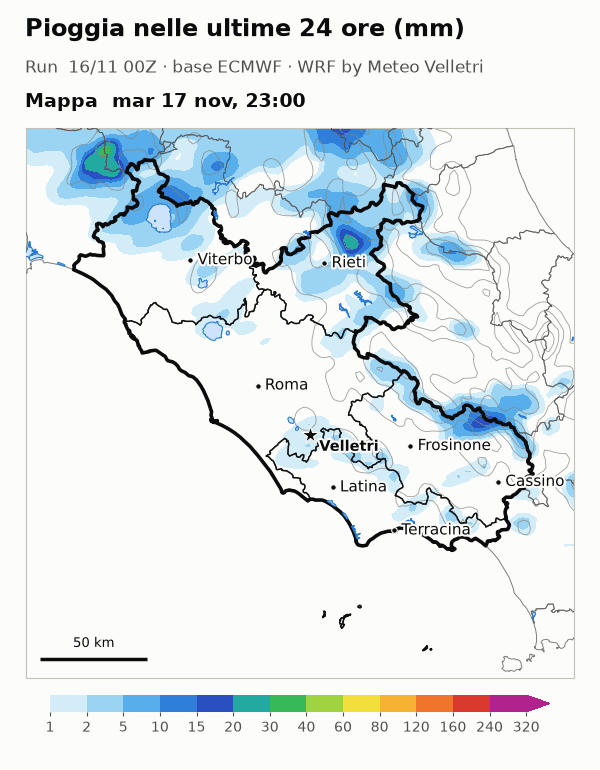 Pioggia nelle ultime 24 ore (mm)
Run  16/11 00Z · base ECMWF · WRF by Meteo Velletri
Mappa  mar 17 nov, 23:00
Viterbo
Rieti
Roma
Velletri
Frosinone
Cassino
Latina
Terracina
50 km
1 2 5 10 15 20 30 40 60 80 120 160 240 320